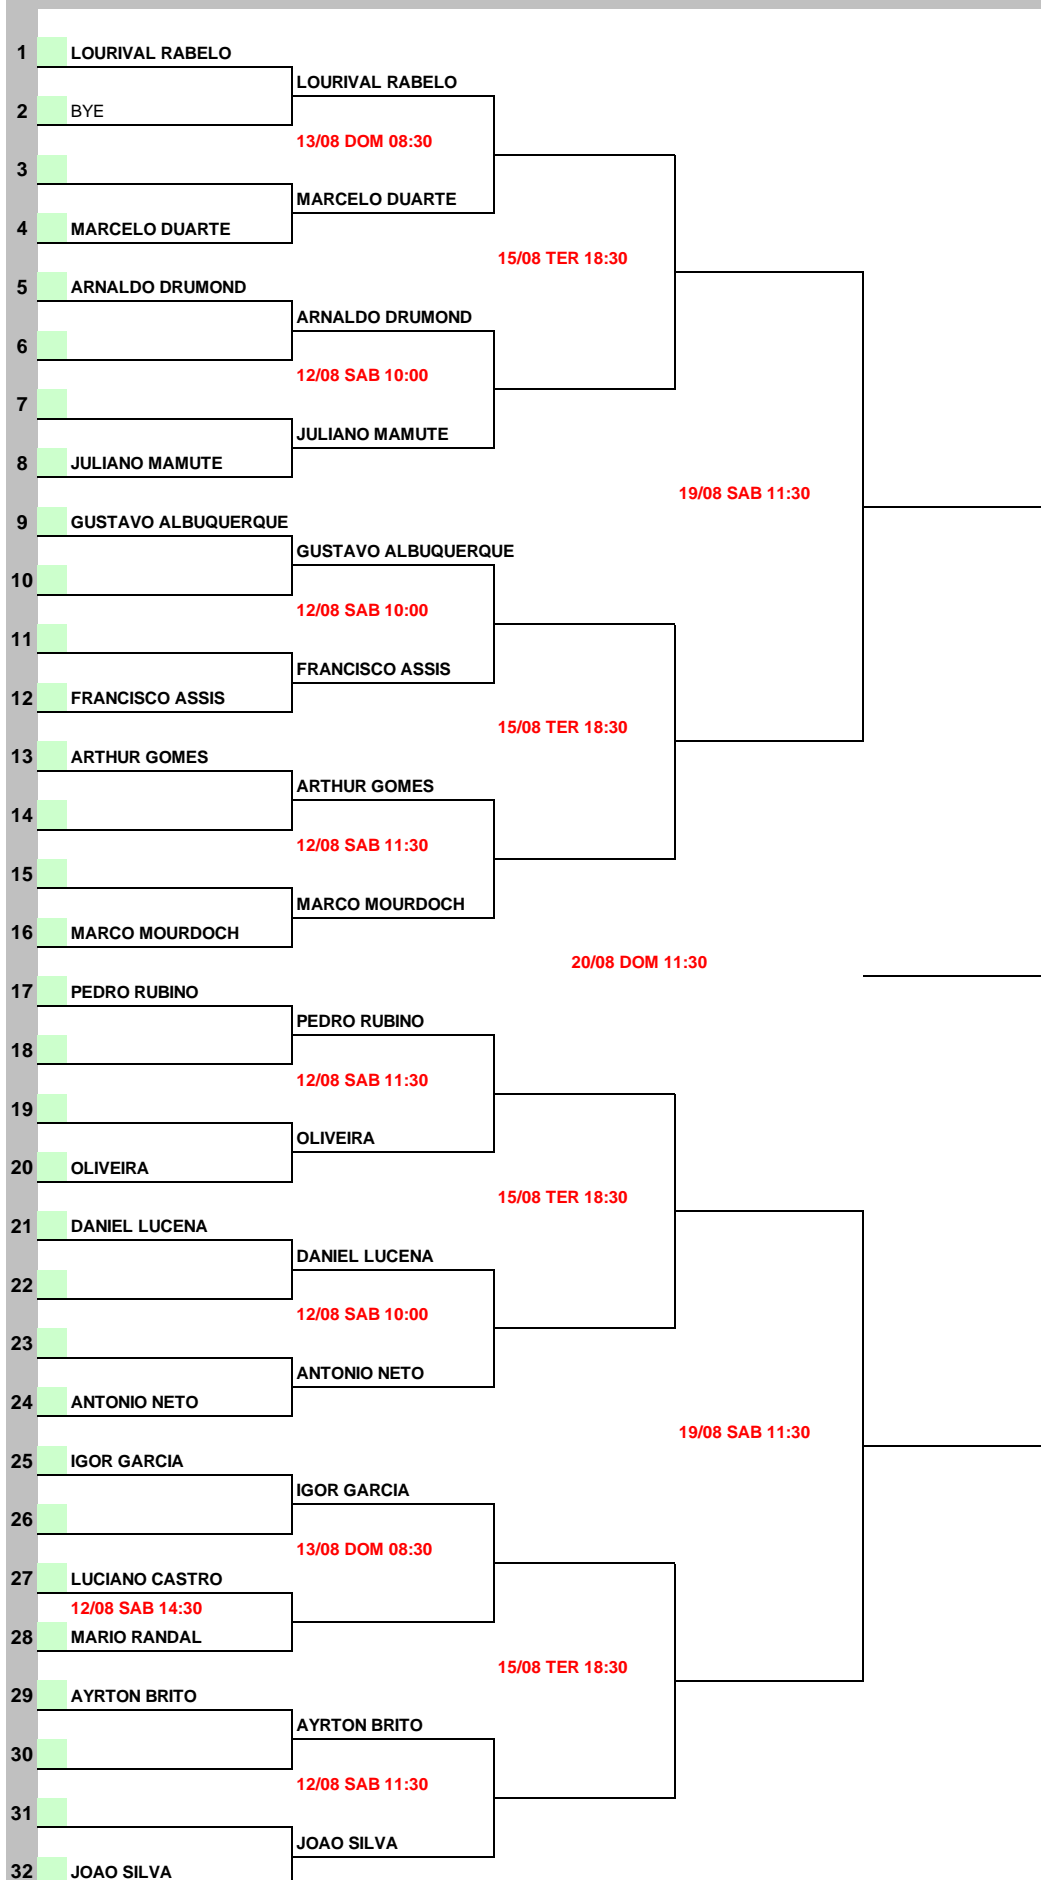 1 LOURIVAL RABELO
LOURIVAL RABELO
2 BYE
13/08 DOM 08:30
3
MARCELO DUARTE
4 MARCELO DUARTE
15/08 TER 18:30
5 ARNALDO DRUMOND
ARNALDO DRUMOND
6
12/08 SAB 10:00
7
JULIANO MAMUTE
8 JULIANO MAMUTE
19/08 SAB 11:30
9 GUSTAVO ALBUQUERQUE
GUSTAVO ALBUQUERQUE
10
12/08 SAB 10:00
11
FRANCISCO ASSIS
12 FRANCISCO ASSIS
15/08 TER 18:30
13 ARTHUR GOMES
ARTHUR GOMES
14
12/08 SAB 11:30
15
MARCO MOURDOCH
16 MARCO MOURDOCH
20/08 DOM 11:30
17 PEDRO RUBINO
PEDRO RUBINO
18
12/08 SAB 11:30
19
OLIVEIRA
20 OLIVEIRA
15/08 TER 18:30
21 DANIEL LUCENA
DANIEL LUCENA
22
12/08 SAB 10:00
23
ANTONIO NETO
24 ANTONIO NETO
19/08 SAB 11:30
25 IGOR GARCIA
IGOR GARCIA
26
13/08 DOM 08:30
27 LUCIANO CASTRO
12/08 SAB 14:30
28 MARIO RANDAL
15/08 TER 18:30
29 AYRTON BRITO
AYRTON BRITO
30
12/08 SAB 11:30
31
JOAO SILVA
32 JOAO SILVA